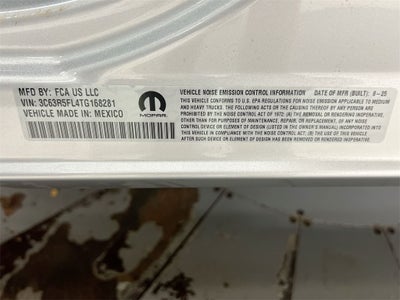 MFD BY: FCA US LLC
VIN: 3C63R5FL4TG168281
VEHICLE MADE IN: MEXICO
MOPAR
VEHICLE NOISE EMISSION CONTROL INFORMATION DATE OF MFR (BUILT): 8-25
THIS VEHICLE CONFORMS TO U.S. EPA REGULATIONS FOR NOISE EMISSION APPLICABLE TO MEDIUM
AND HEAVY TRUCKS. THE FOLLOWING ACTS OR CAUSING THEREOF BY ANY PERSON ARE
PROHIBITED BY THE NOISE CONTROL ACT OF 1972: (A) THE REMOVAL OR RENDERING INOPERATIVE,
OTHER THAN FOR PURPOSES OF MAINTENANCE, REPAIR, OR REPLACEMENT, OF ANY NOISE
CONTROL DEVICE OR ELEMENT OF DESIGN (LISTED IN THE OWNER'S MANUAL) INCORPORATED INTO
ANY VEHICLE IN COMPLIANCE WITH THE NOISE CONTROL ACT. (B) THE USE OF THIS VEHICLE
AFTER SUCH DEVICE OR ELEMENT OF DESIGN HAS BEEN REMOVED OR RENDERED INOPERATIVE.